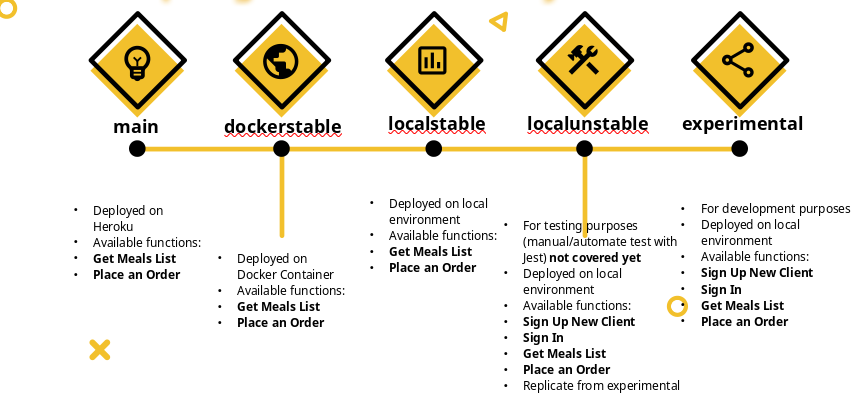 main
dockerstable
localstable
localunstable
experimental
• Deployed on
Heroku
• Available functions:
• Get Meals List
• Place an Order
• Deployed on
Docker Container
• Available functions:
• Get Meals List
• Place an Order
• Deployed on local
environment
• Available functions:
• Get Meals List
• Place an Order
• For testing purposes
(manual/automate test with
Jest) not covered yet
• Deployed on local
environment
• Available functions:
• Sign Up New Client
• Sign In
• Get Meals List
• Place an Order
• Replicate from experimental
• For development purposes
• Deployed on local
environment
• Available functions:
• Sign Up New Client
• Sign In
• Get Meals List
• Place an Order